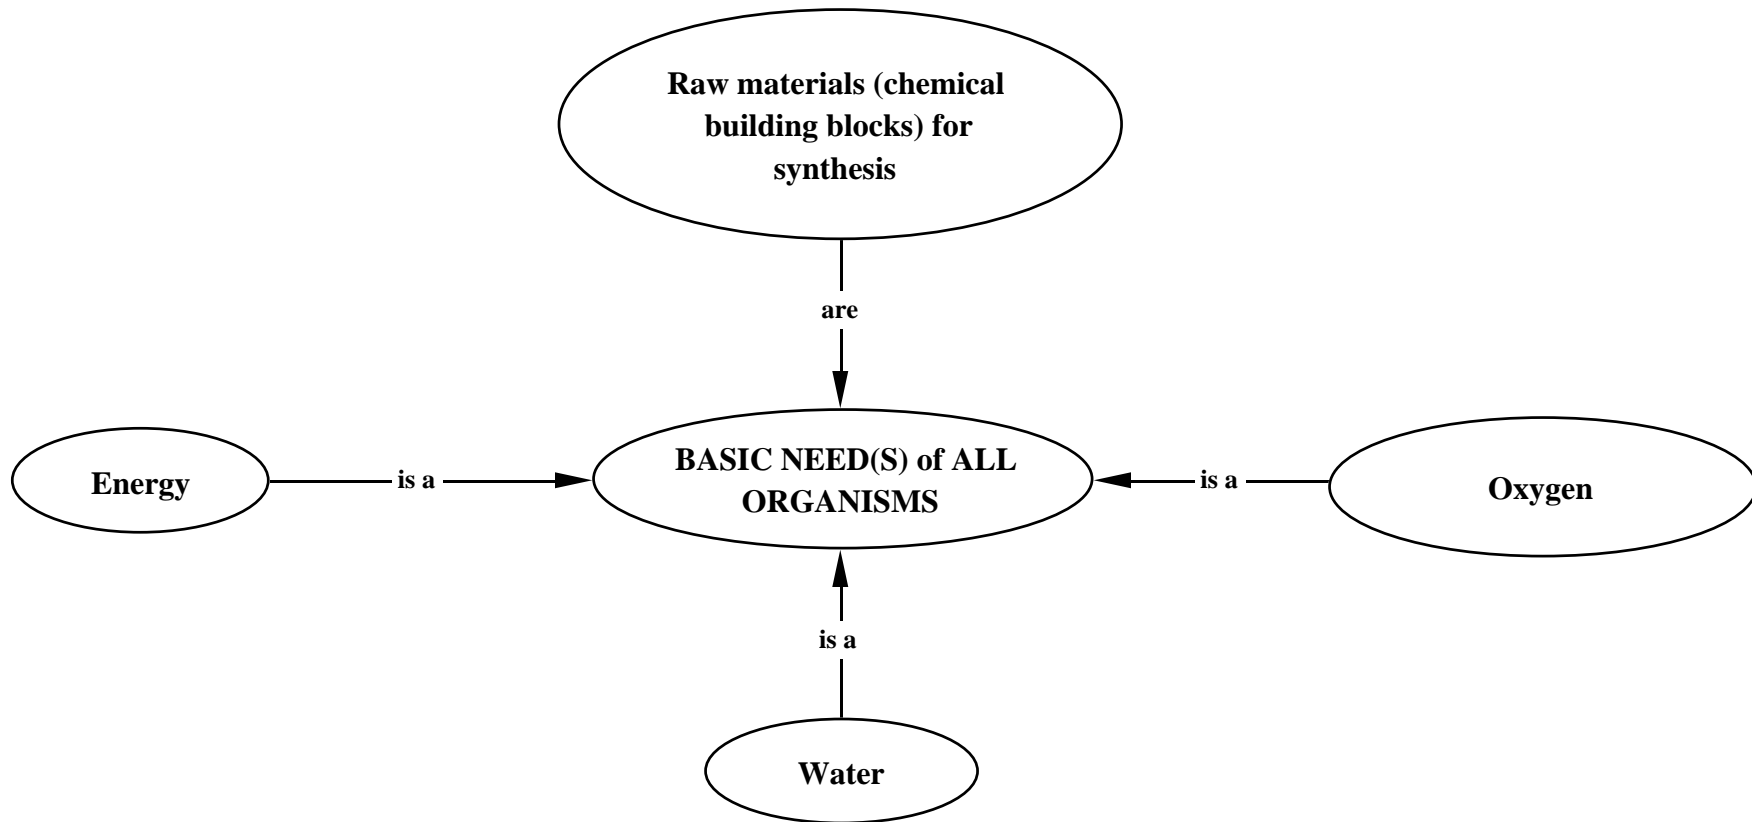 Raw materials (chemical
building blocks) for
synthesis
are
BASIC NEED(S) of ALL
ORGANISMS
Energy
is a
is a
Oxygen
is a
Water